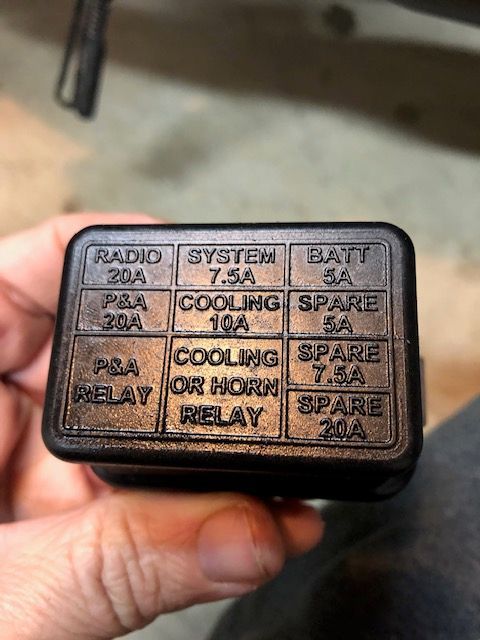 RADIO
20A
SYSTEM
7.5A
BATT
5A
P&A
20A
COOLING
10A
SPARE
5A
P&A
RELAY
COOLING
OR HORN
RELAY
SPARE
7.5A
SPARE
20A